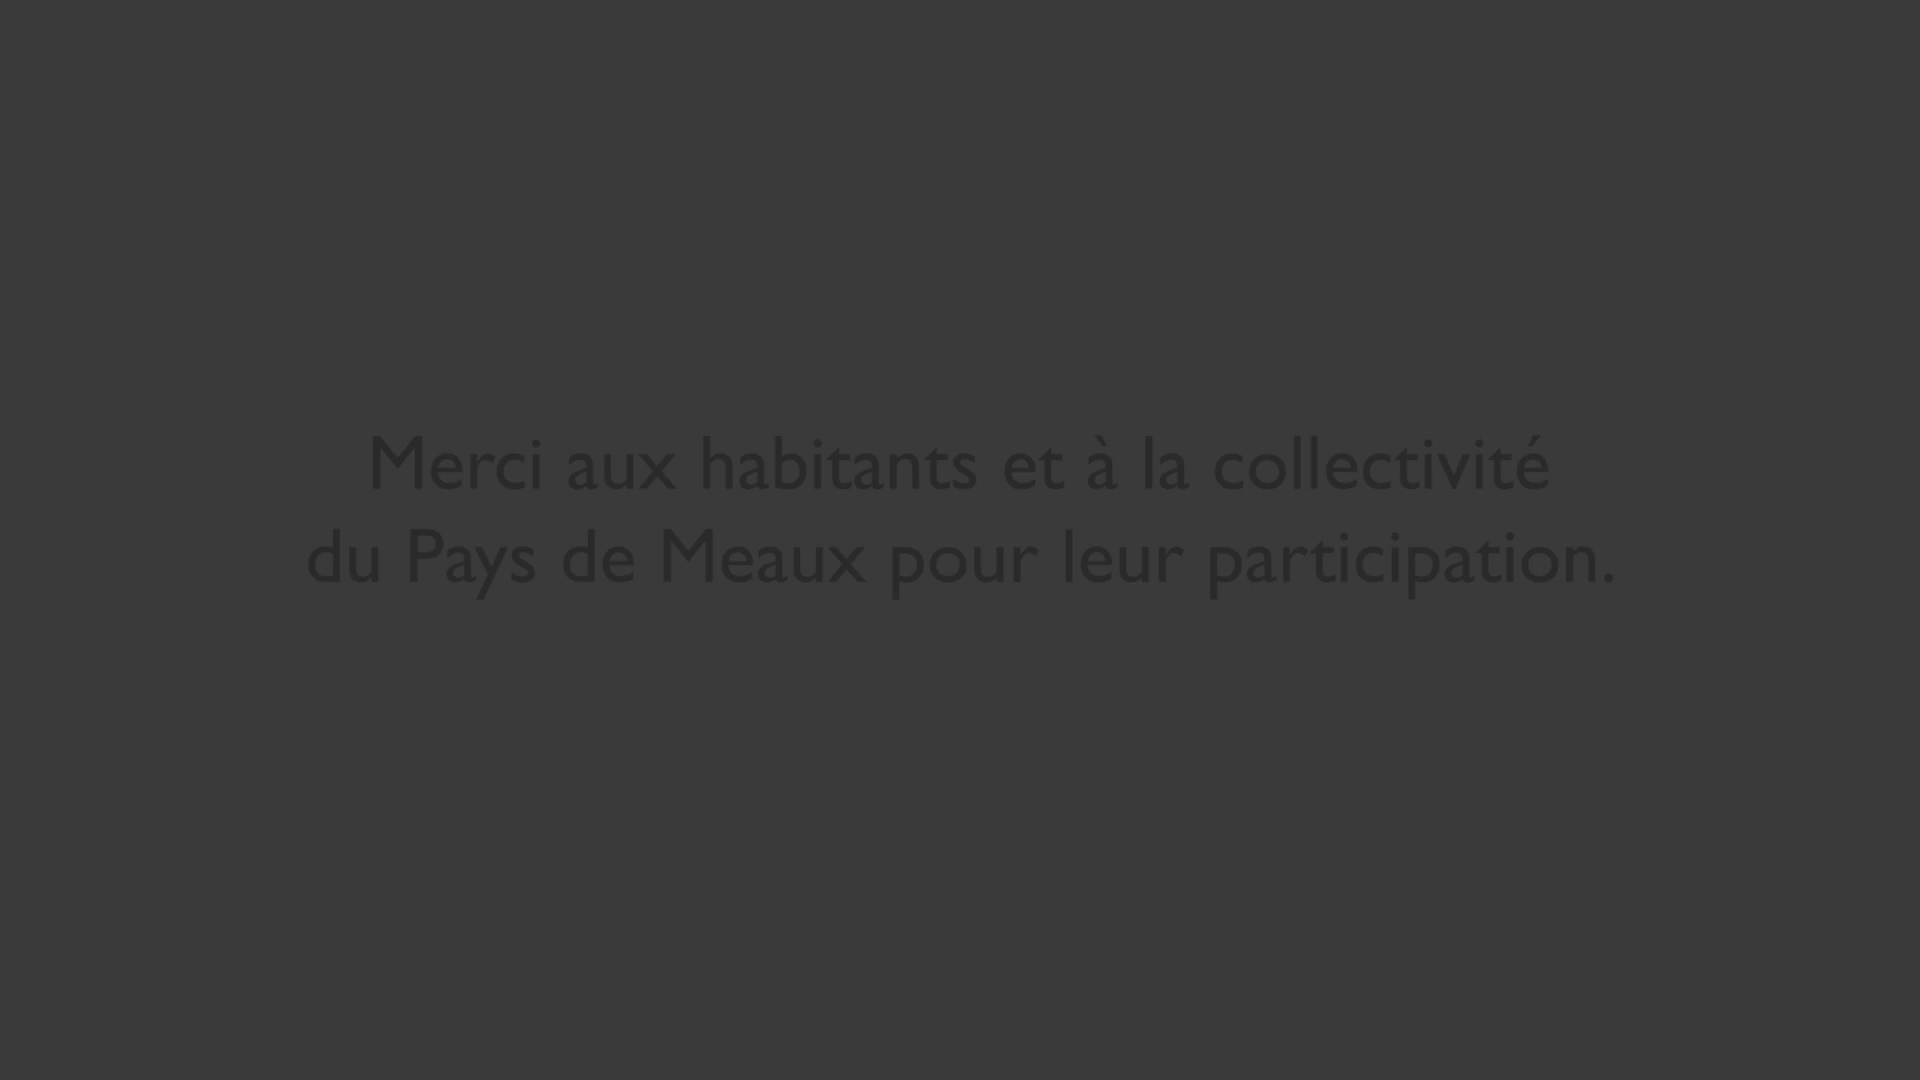 Merci aux habitants et à la collectivité
du Pays de Meaux pour leur participation.